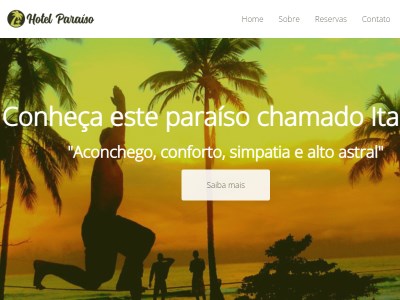 Hotel Paraíso
Home Sobre Reservas Contato
Conheça este paraíso chamado Ita
"Aconchego, conforto, simpatia e alto astral"
Saiba mais